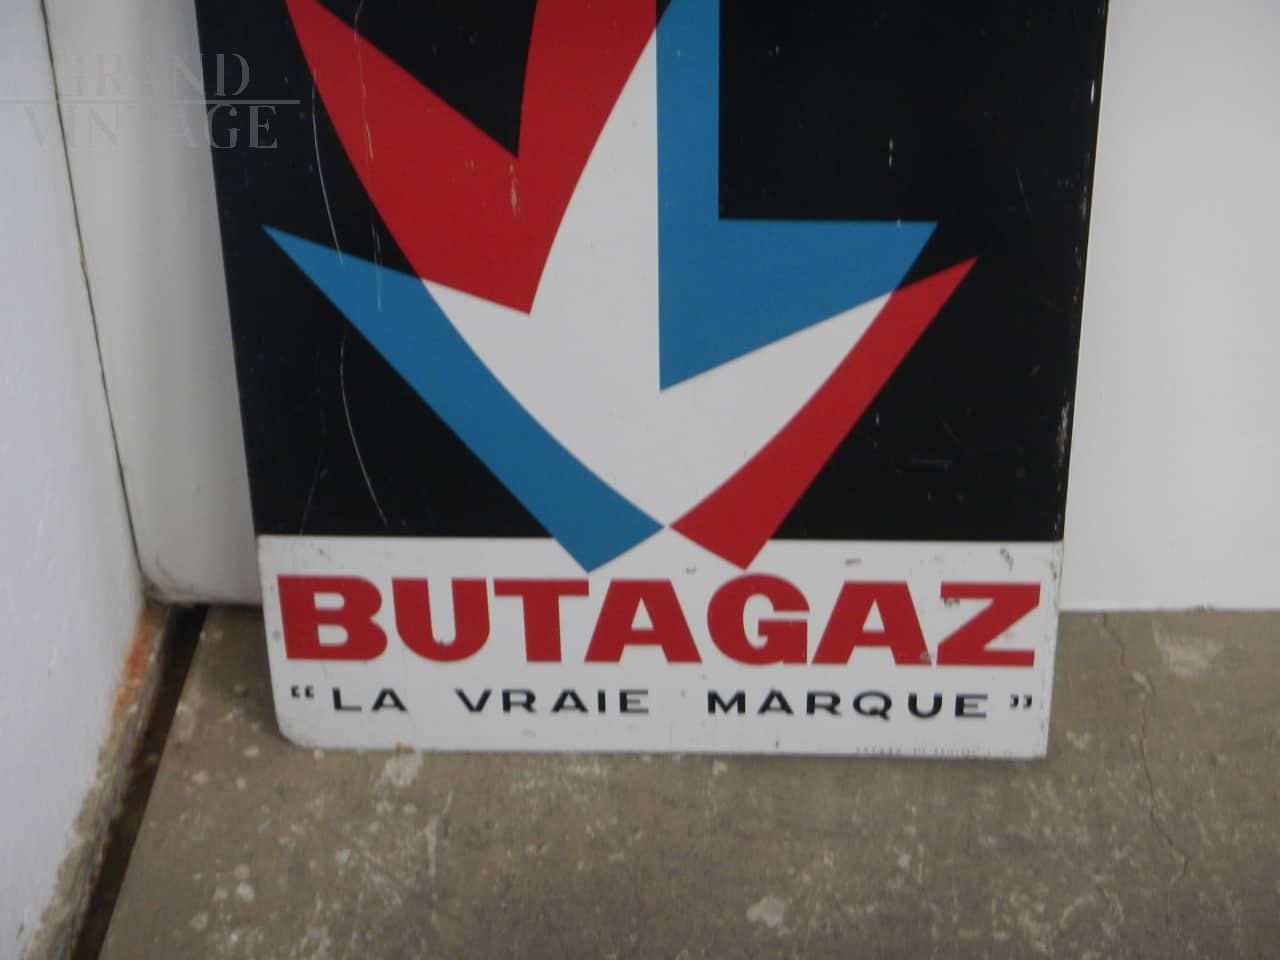 GRAND
VINTAGE
BUTAGAZ
“LA VRAIE MARQUE”